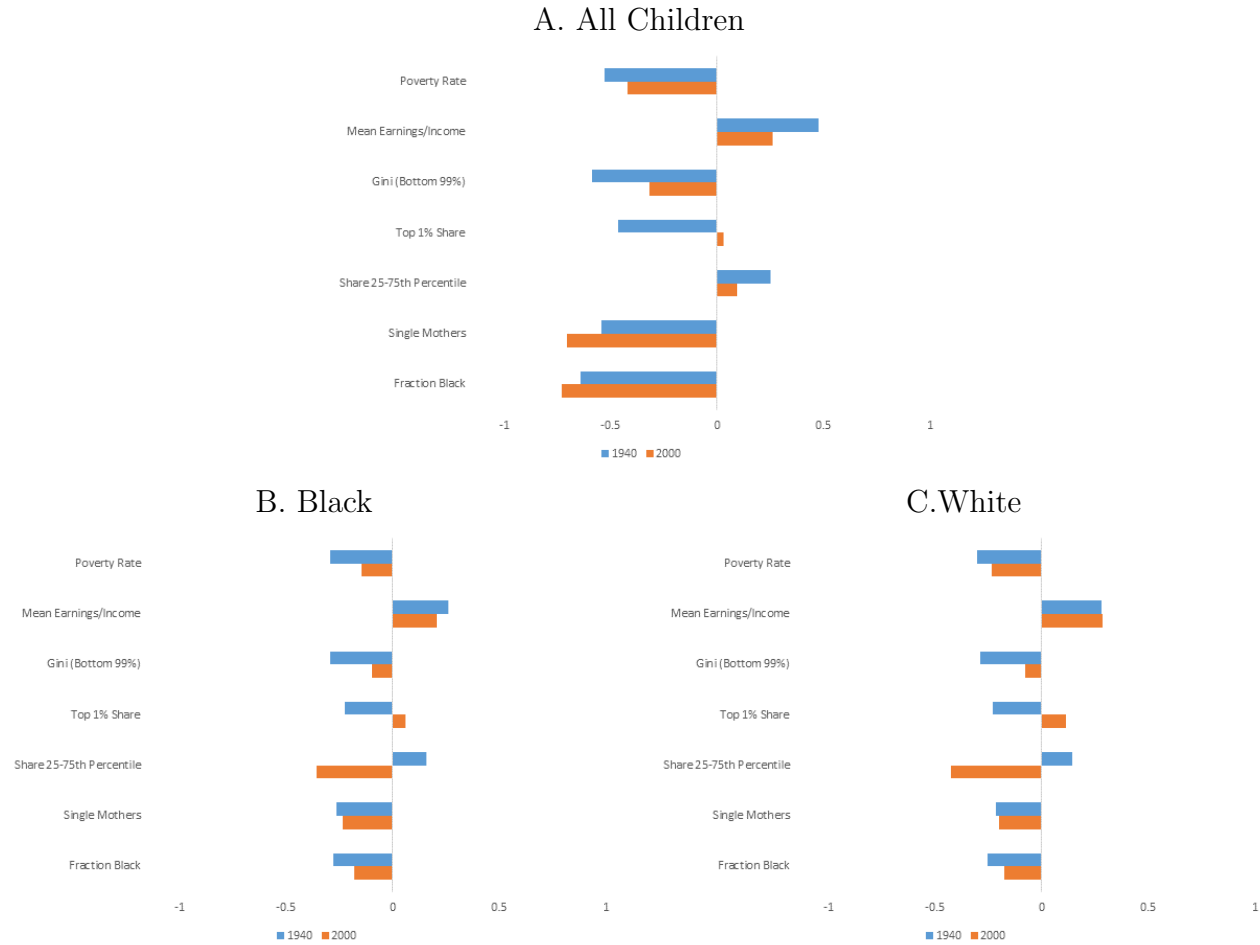 A. All Children
Poverty Rate
Mean Earnings/Income
Gini (Bottom 99%)
Top 1% Share
Share 25-75th Percentile
Single Mothers
Fraction Black
-1 -0.5 0 0.5 1
1940 2000
B. Black
Poverty Rate
Mean Earnings/Income
Gini (Bottom 99%)
Top 1% Share
Share 25-75th Percentile
Single Mothers
Fraction Black
-1 -0.5 0 0.5 1
1940 2000
C.White
Poverty Rate
Mean Earnings/Income
Gini (Bottom 99%)
Top 1% Share
Share 25-75th Percentile
Single Mothers
Fraction Black
-1 -0.5 0 0.5 1
1940 2000